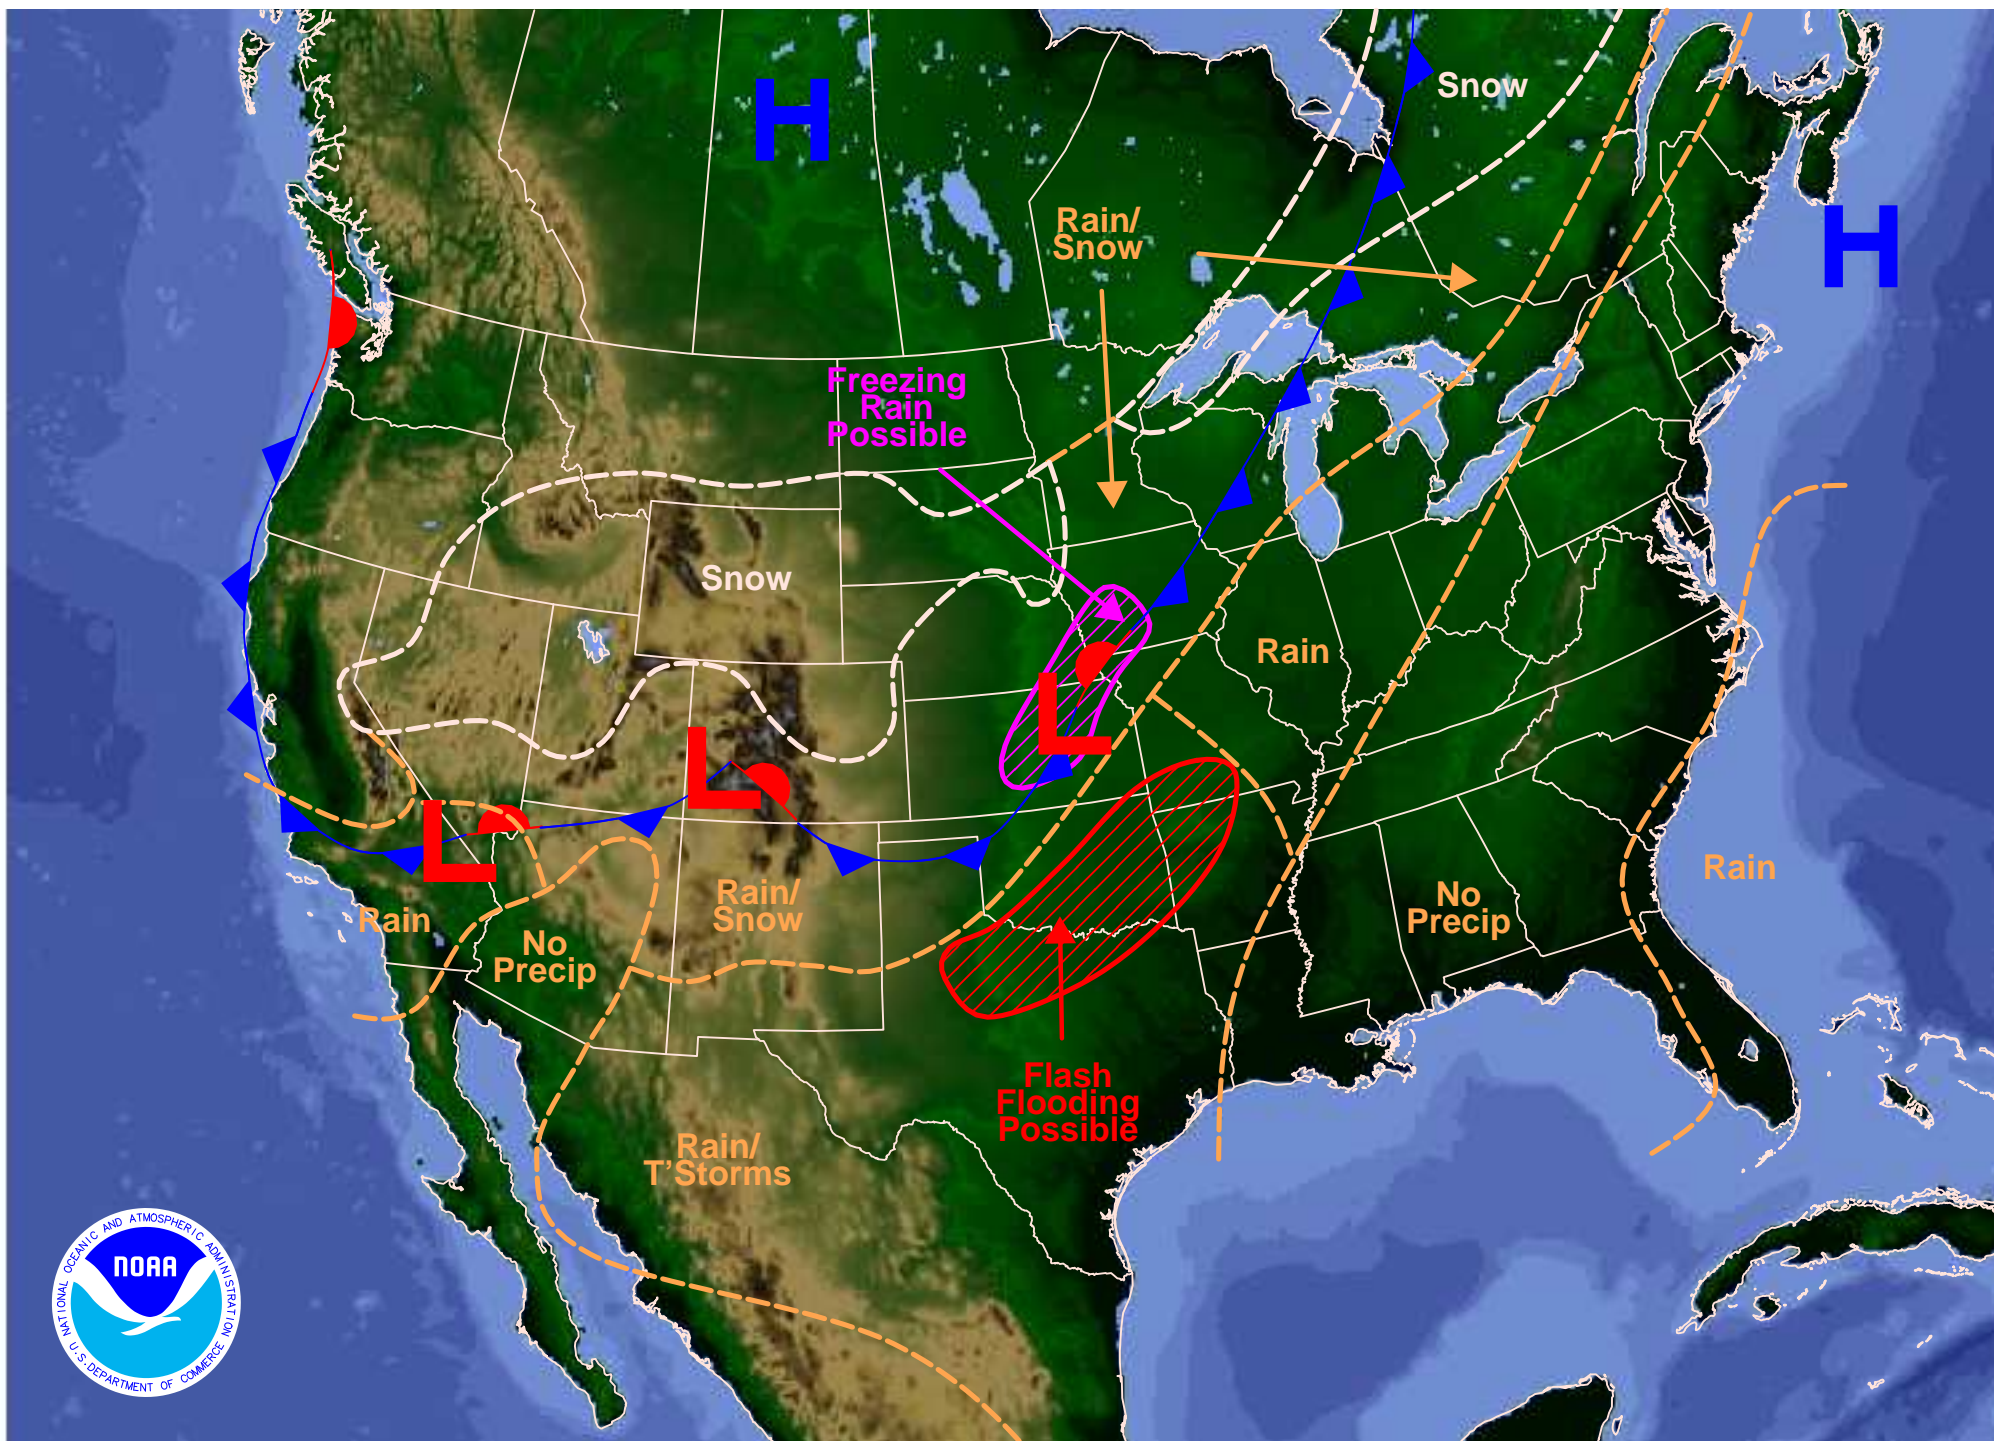 H
Snow
Rain/
Snow
H
Freezing
Rain
Possible
Snow
Rain
L
L
L
Rain/
Snow
Rain
No
Precip
No
Precip
Rain
Flash
Flooding
Possible
Rain/
T'Storms
NATIONAL OCEANIC AND ATMOSPHERIC ADMINISTRATION
NOAA
U.S. DEPARTMENT OF COMMERCE